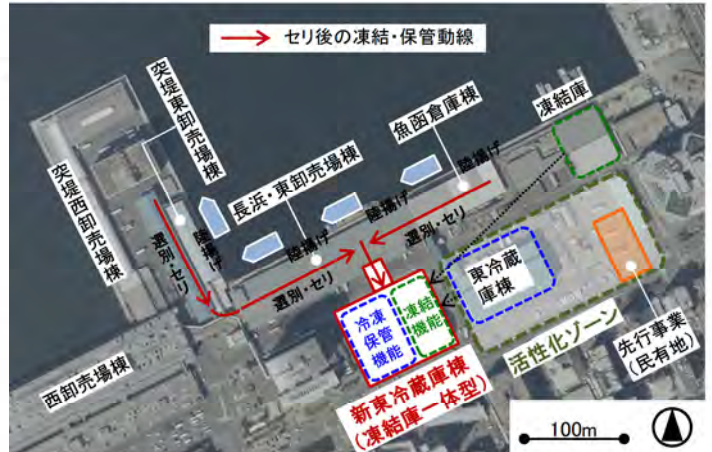 セリ後の凍結・保管動線
突堤東卸売場棟
突堤西卸売場棟
長浜・東卸売場棟
魚函倉庫棟
凍結庫
陸揚げ
陸揚げ
陸揚げ
陸揚げ
選別・セリ
選別・セリ
選別・セリ
東冷蔵
庫棟
冷凍
保管
機能
凍結
機能
新東冷蔵庫棟
(凍結庫一体型)
活性化ゾーン
先行事業
(民有地)
西卸売場棟
100m